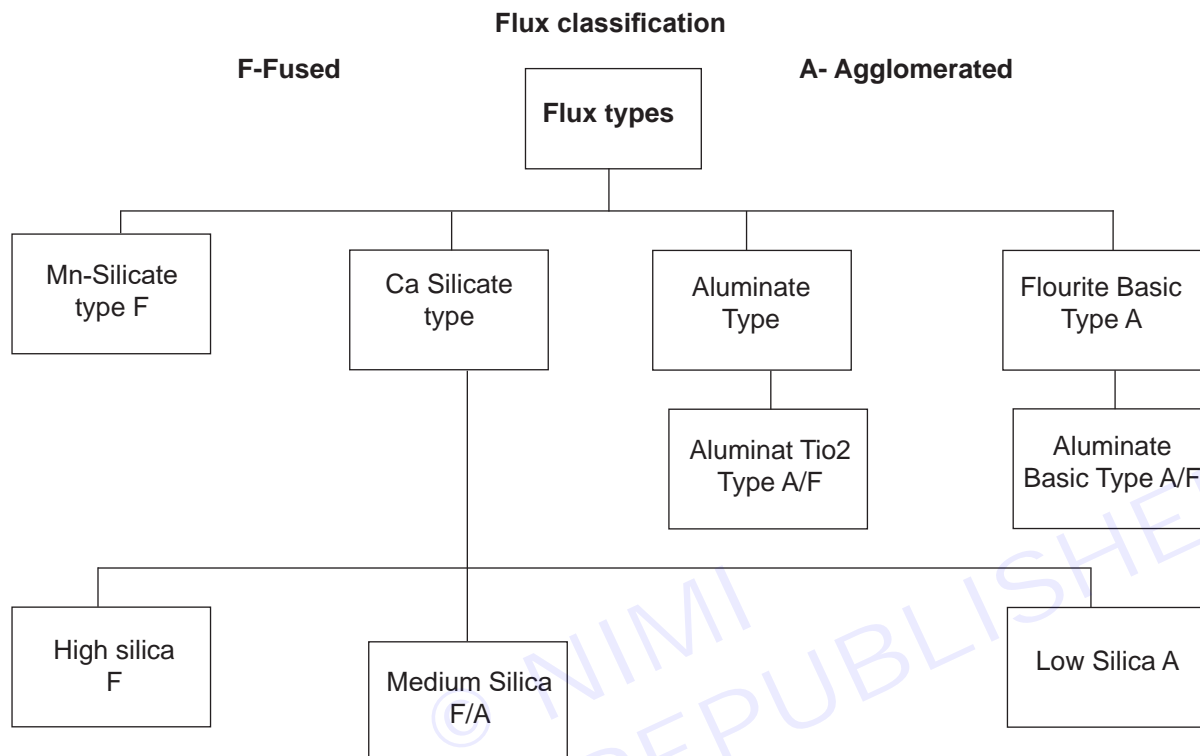 Flux classification
F-Fused
A- Agglomerated
Flux types
Mn-Silicate
type F
Ca Silicate
type
Aluminate
Type
Flourite Basic
Type A
Aluminat Tio2
Type A/F
Aluminate
Basic Type A/F
High silica
F
Medium Silica
F/A
Low Silica A
© NIMI